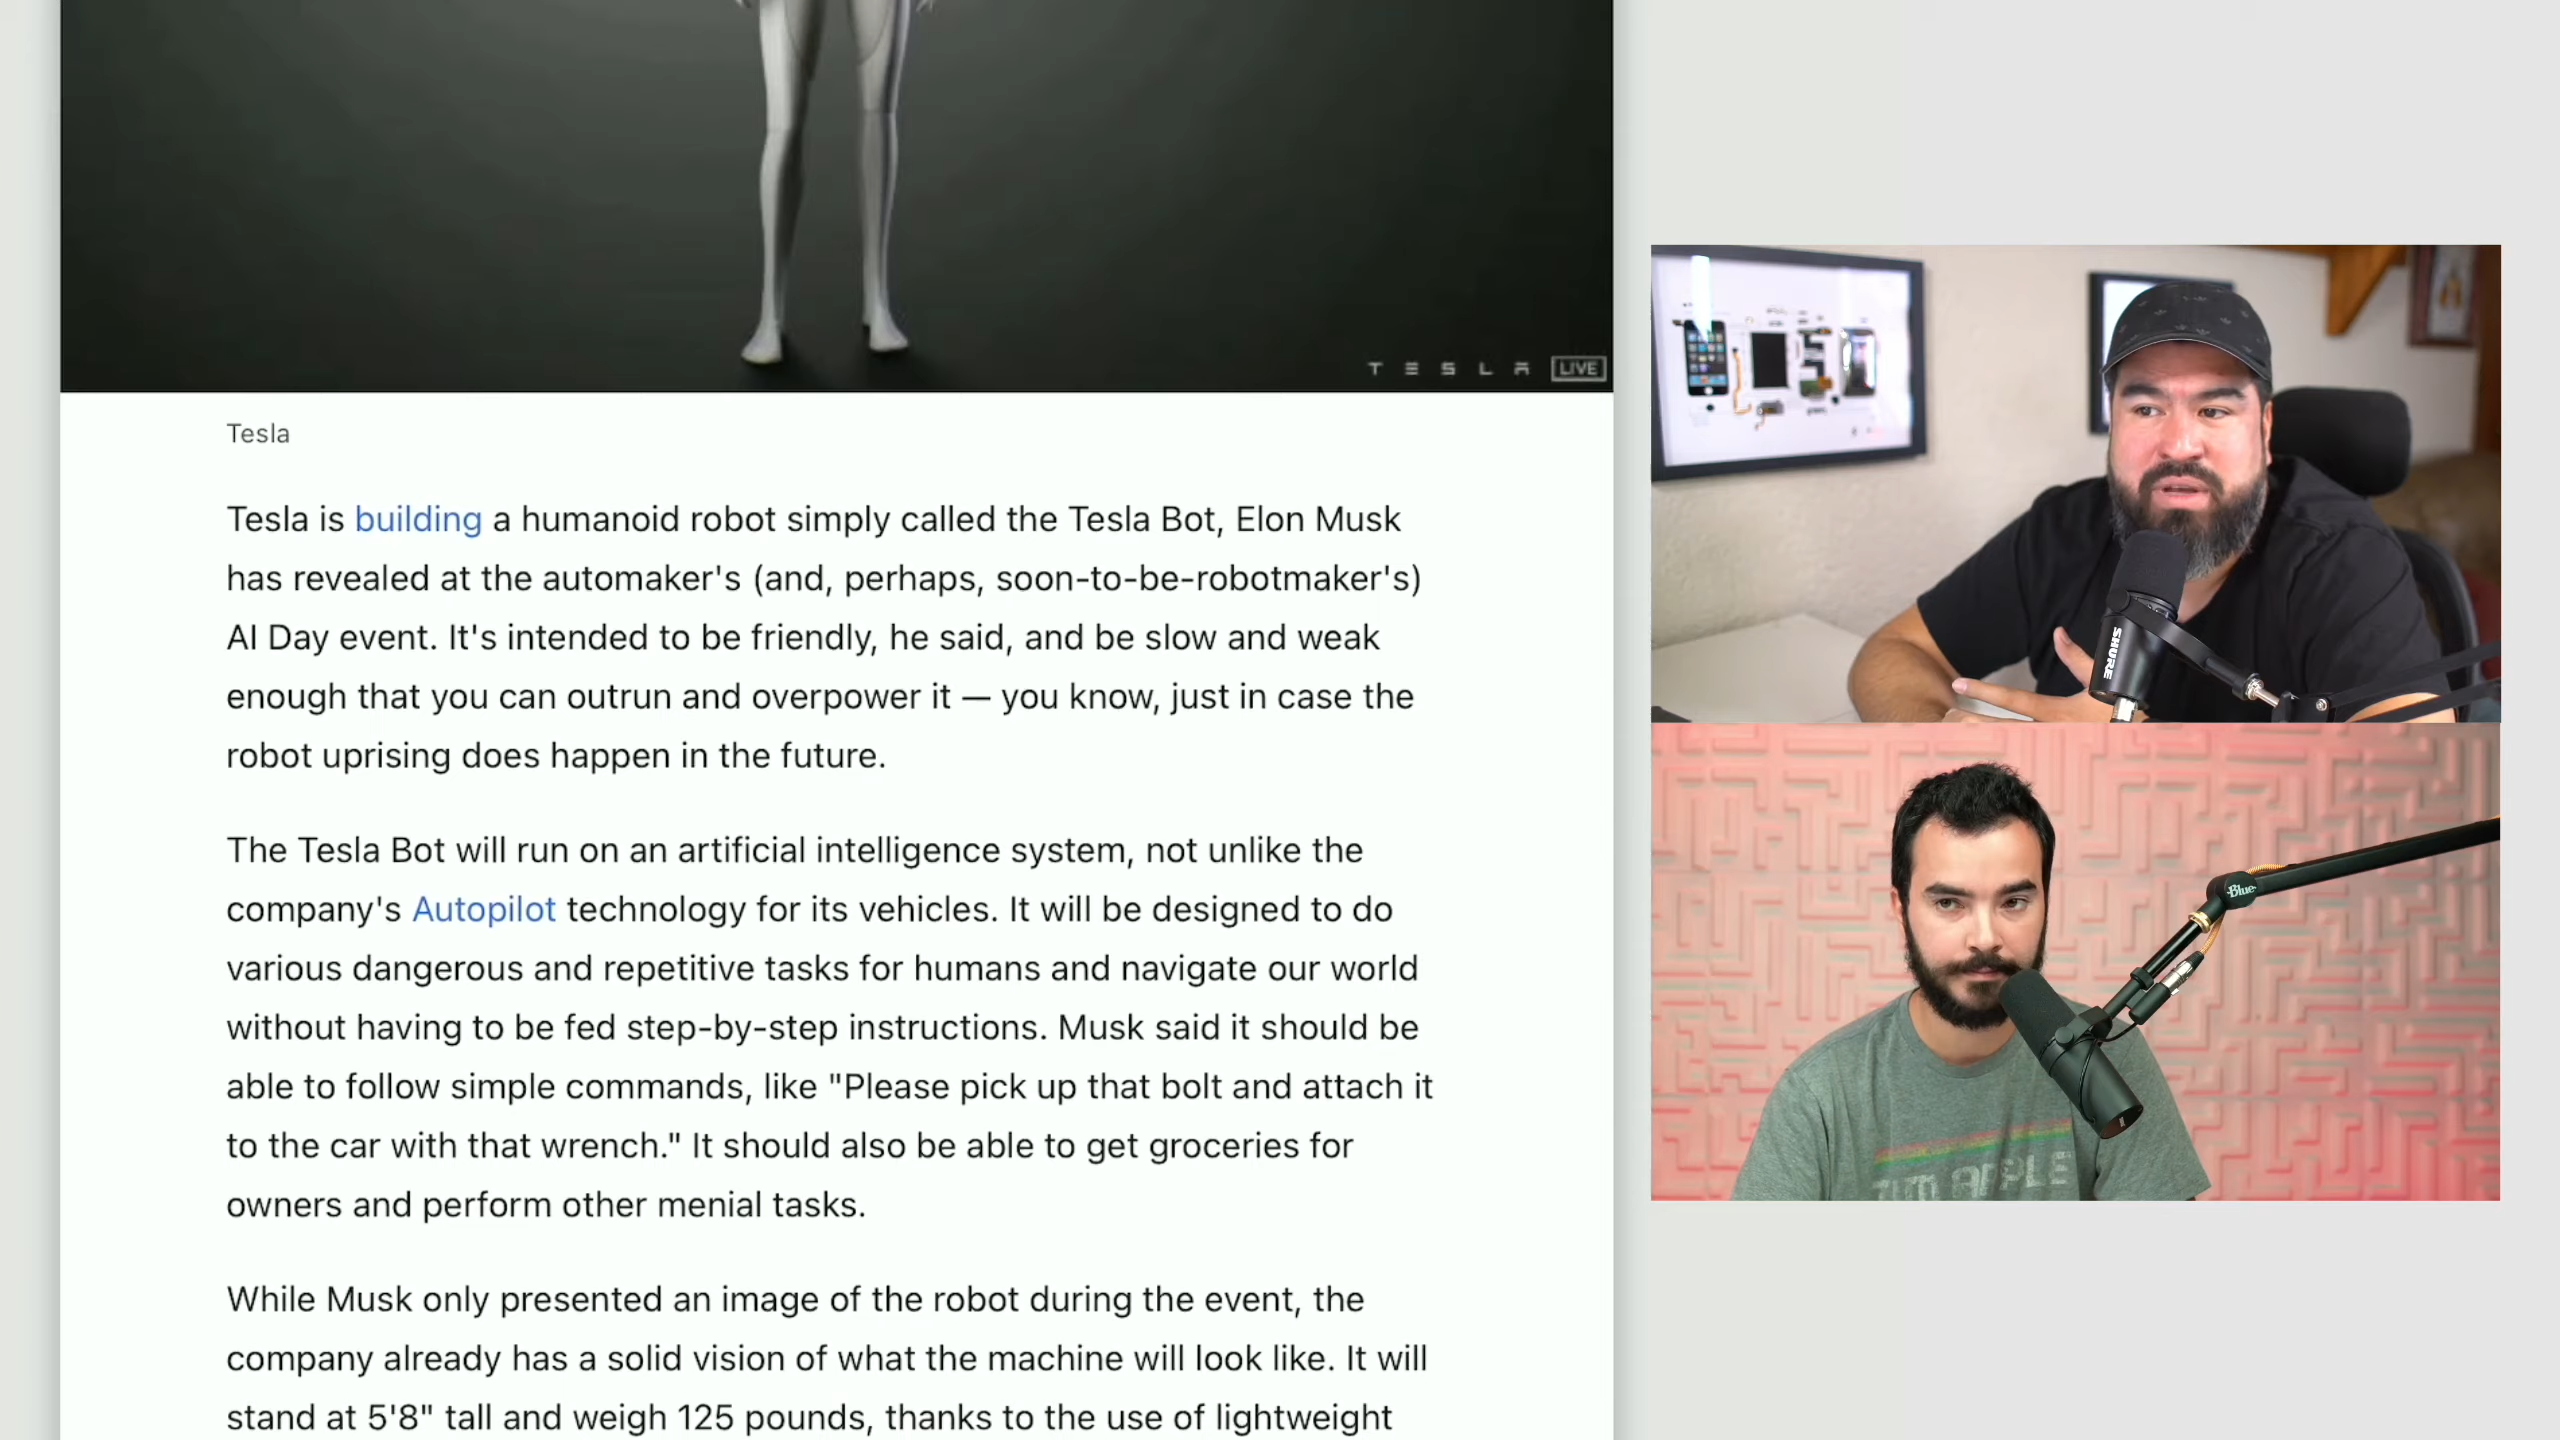 TESLA LIVE
Tesla
Tesla is building a humanoid robot simply called the Tesla Bot, Elon Musk
has revealed at the automaker's (and, perhaps, soon-to-be-robotmaker's)
AI Day event. It's intended to be friendly, he said, and be slow and weak
enough that you can outrun and overpower it — you know, just in case the
robot uprising does happen in the future.
The Tesla Bot will run on an artificial intelligence system, not unlike the
company's Autopilot technology for its vehicles. It will be designed to do
various dangerous and repetitive tasks for humans and navigate our world
without having to be fed step-by-step instructions. Musk said it should be
able to follow simple commands, like "Please pick up that bolt and attach it
to the car with that wrench." It should also be able to get groceries for
owners and perform other menial tasks.
While Musk only presented an image of the robot during the event, the
company already has a solid vision of what the machine will look like. It will
stand at 5'8" tall and weigh 125 pounds, thanks to the use of lightweight
SHURE
Blue
APPLE